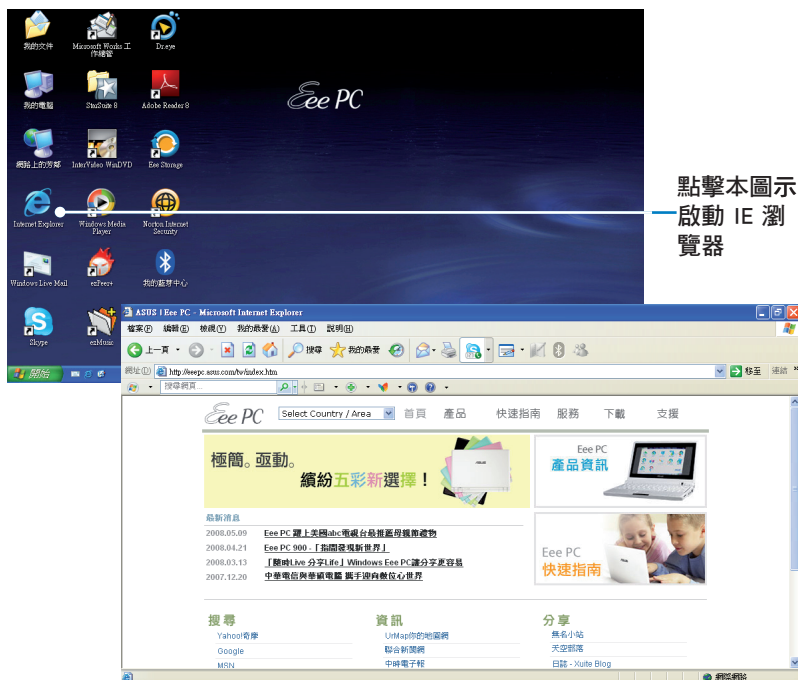 我的文件
Microsoft Works 工作總管
Dr.eye
我的電腦
StarSuite 8
Adobe Reader 8
網路上的芳鄰
InterVideo WinDVD
Eee Storage
Internet Explorer
Windows Media Player
Norton Internet Security
Windows Live Mail
ezPeer+
我的藍芽中心
Skype
ezMusic
開始
Eee PC
點擊本圖示
啟動 IE 瀏
覽器
ASUS | Eee PC - Microsoft Internet Explorer
檔案(F) 編輯(E) 檢視(V) 我的最愛(A) 工具(T) 說明(H)
上一頁 搜尋 我的最愛
網址(D) http://eeepc.asus.com/tw/index.htm 移至 連結 »
搜尋網頁...
Eee PC Select Country / Area 首頁 產品 快速指南 服務 下載 支援
極簡。亟動。
繽紛五彩新選擇！
Eee PC
產品資訊
最新消息
2008.05.09 Eee PC 躍上美國abc電視台最推薦母親節禮物
2008.04.21 Eee PC 900 -「指間發現新世界」
2008.03.13 「隨時Live 分享Life」Windows Eee PC讓分享更容易
2007.12.20 中華電信與華碩電腦 攜手迎向數位心世界
Eee PC
快速指南
搜尋 資訊 分享
Yahoo!奇摩 UrMap你的地圖網 無名小站
Google 聯合新聞網 天空部落
MSN 中時電子報 日誌 - Xuite Blog
網際網路